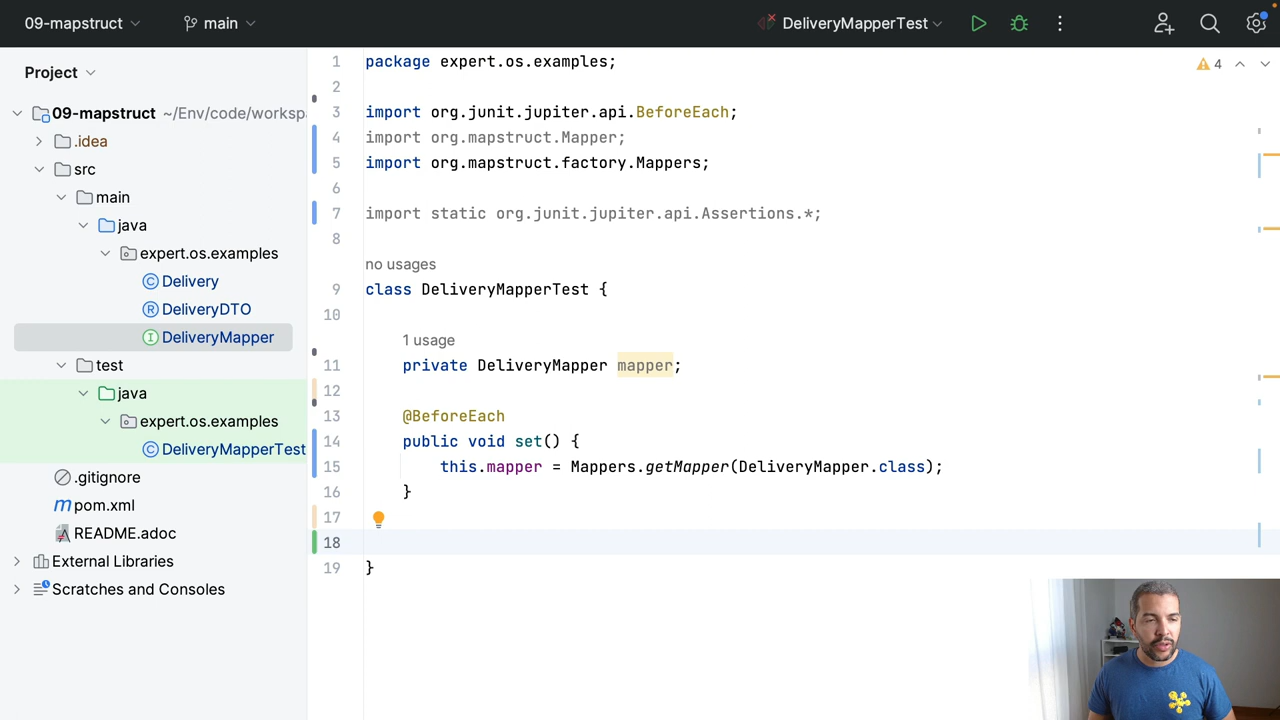 09-mapstruct
main
DeliveryMapperTest
Project
09-mapstruct ~/Env/code/workspa
.idea
src
main
java
expert.os.examples
Delivery
DeliveryDTO
DeliveryMapper
test
java
expert.os.examples
DeliveryMapperTest
.gitignore
pom.xml
README.adoc
External Libraries
Scratches and Consoles
4
1 package expert.os.examples;
2
3 import org.junit.jupiter.api.BeforeEach;
4 import org.mapstruct.Mapper;
5 import org.mapstruct.factory.Mappers;
6
7 import static org.junit.jupiter.api.Assertions.*;
8
no usages
9 class DeliveryMapperTest {
10
1 usage
11 private DeliveryMapper mapper;
12
13 @BeforeEach
14 public void set() {
15 this.mapper = Mappers.getMapper(DeliveryMapper.class);
16 }
17
18
19 }